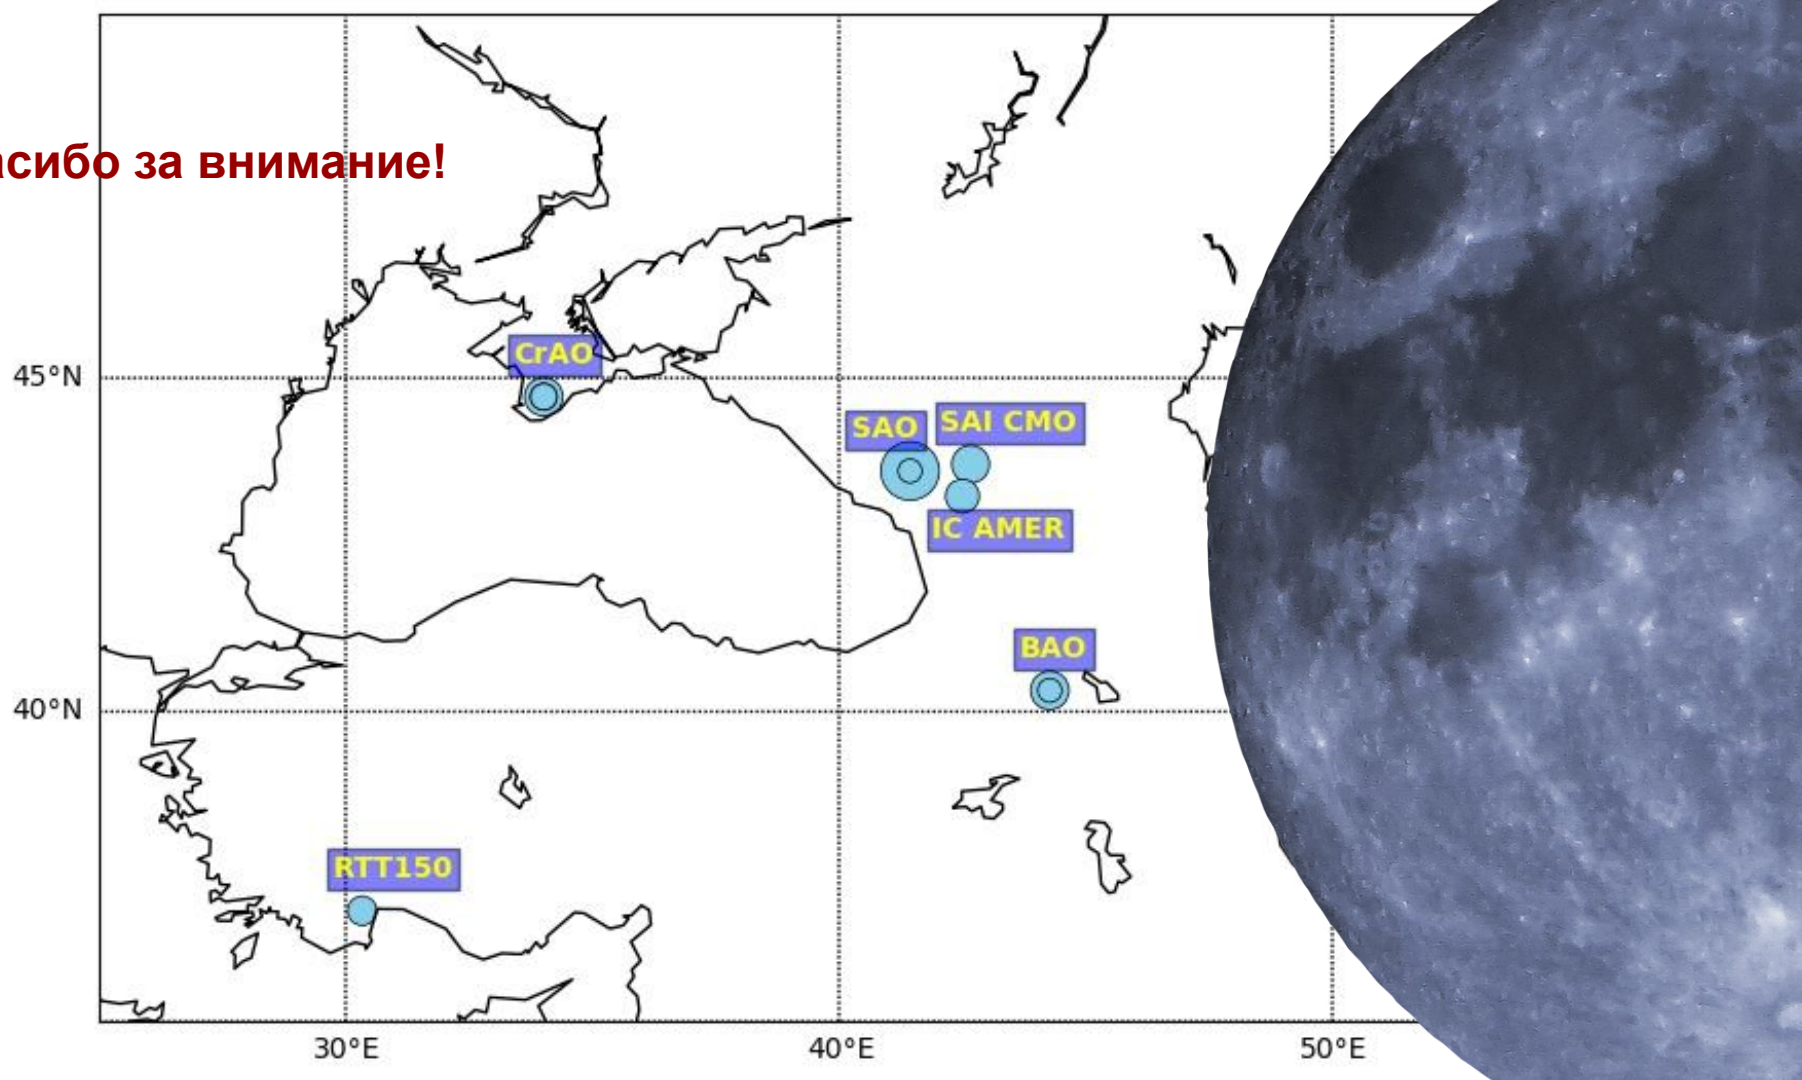 асибо за внимание!
CrAO
45°N
SAO
SAI CMO
IC AMER
BAO
40°N
RTT150
30°E
40°E
50°E